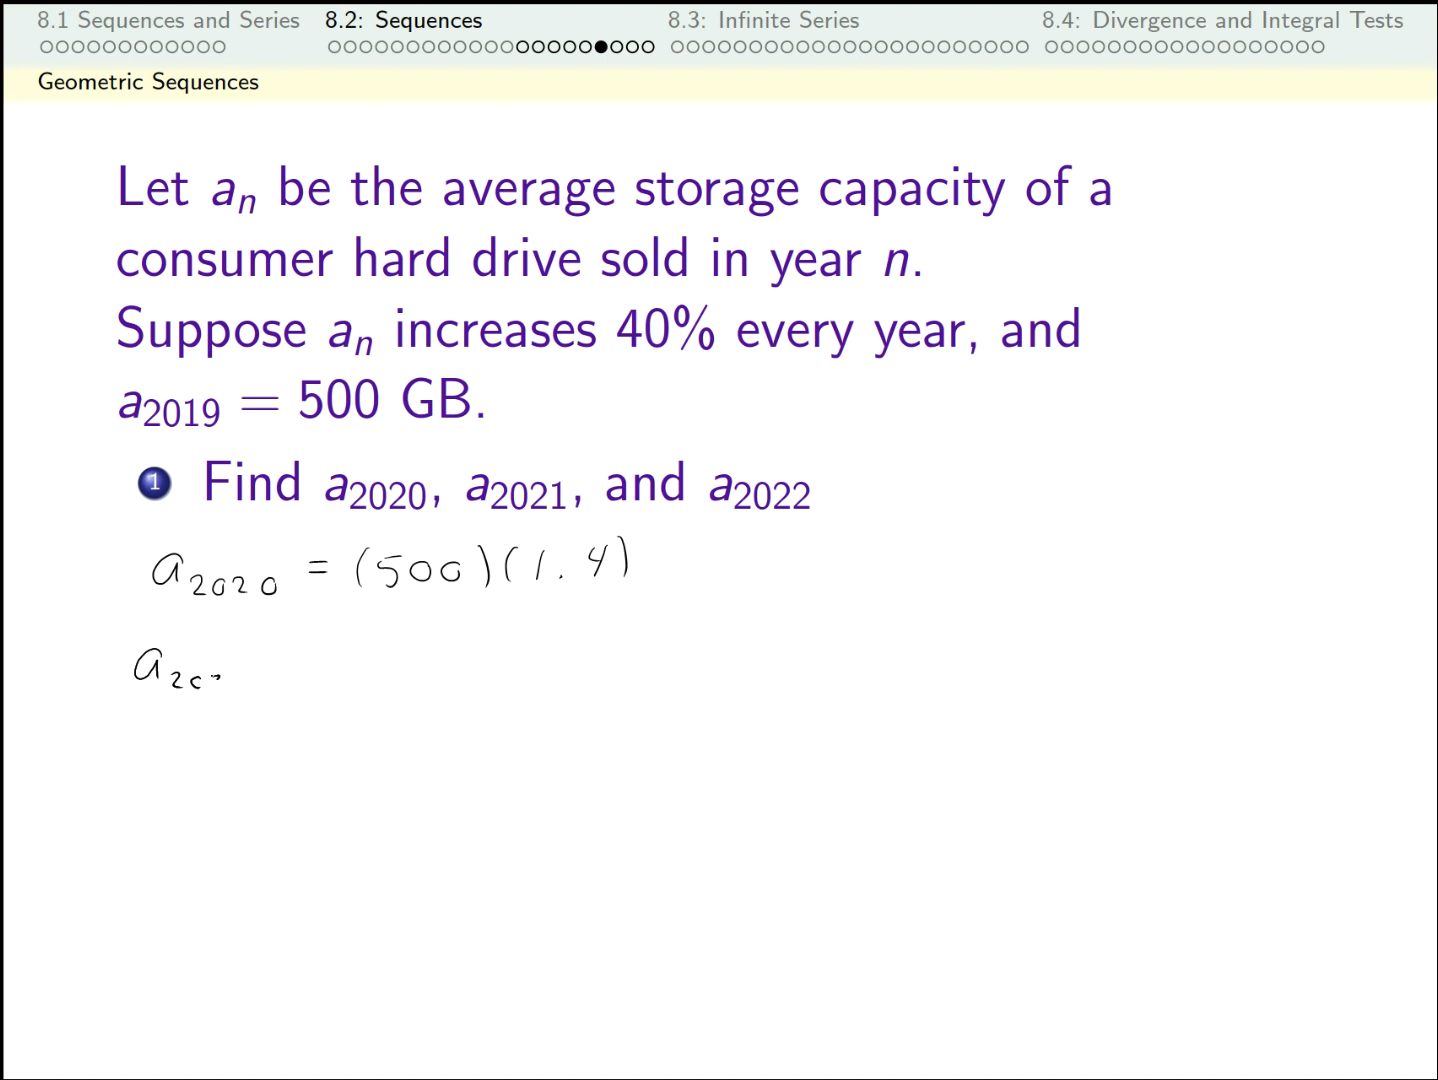 8.1 Sequences and Series 8.2: Sequences 8.3: Infinite Series 8.4: Divergence and Integral Tests
Geometric Sequences
Let aₙ be the average storage capacity of a
consumer hard drive sold in year n.
Suppose aₙ increases 40% every year, and
a₂₀₁₉ = 500 GB.
1 Find a₂₀₂₀, a₂₀₂₁, and a₂₀₂₂
a₂₀₂₀ = (500)(1.4)